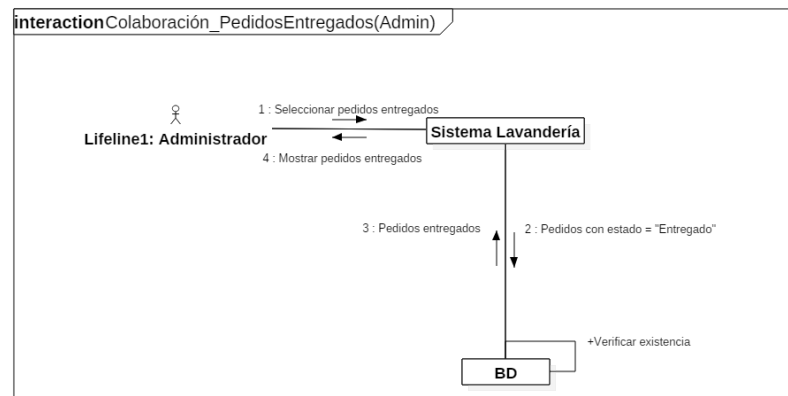 interaction Colaboración_PedidosEntregados(Admin)
1 : Seleccionar pedidos entregados
Lifeline1: Administrador
Sistema Lavandería
4 : Mostrar pedidos entregados
3 : Pedidos entregados
2 : Pedidos con estado = "Entregado"
+Verificar existencia
BD